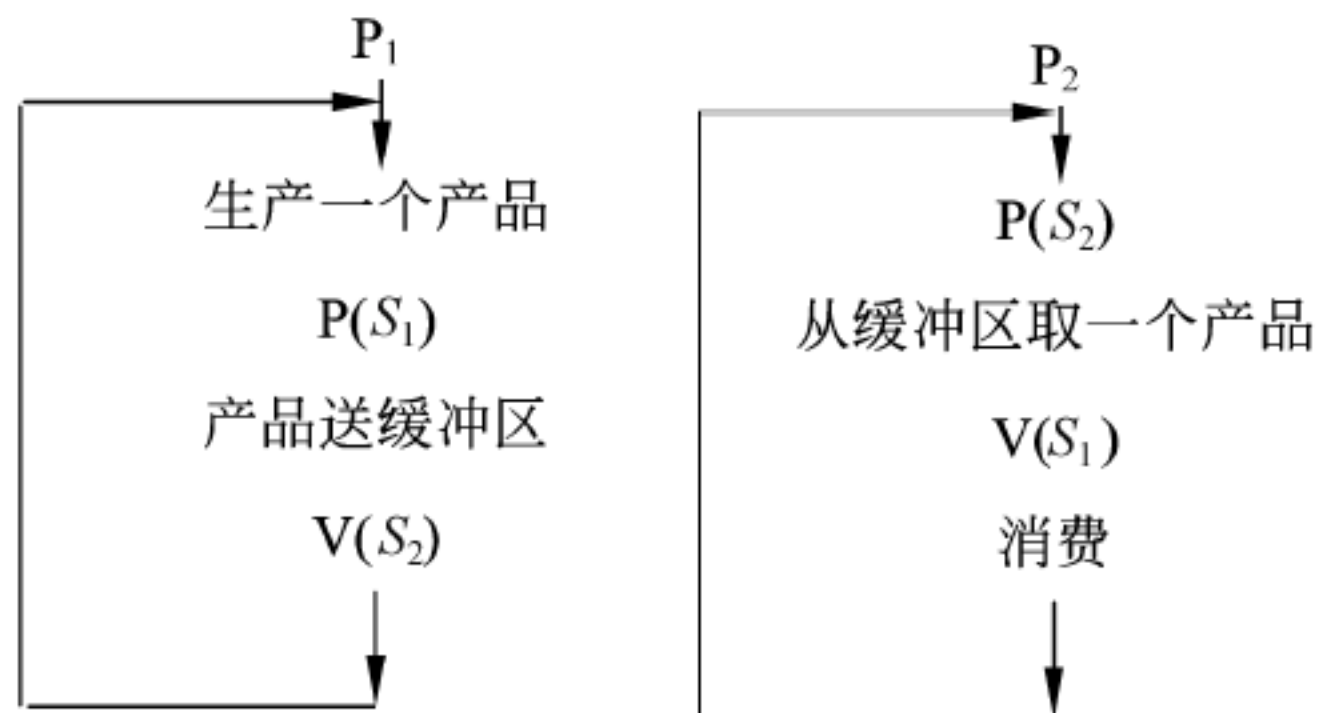 P₁
生产一个产品
P(S₁)
产品送缓冲区
V(S₂)
P₂
P(S₂)
从缓冲区取一个产品
V(S₁)
消费